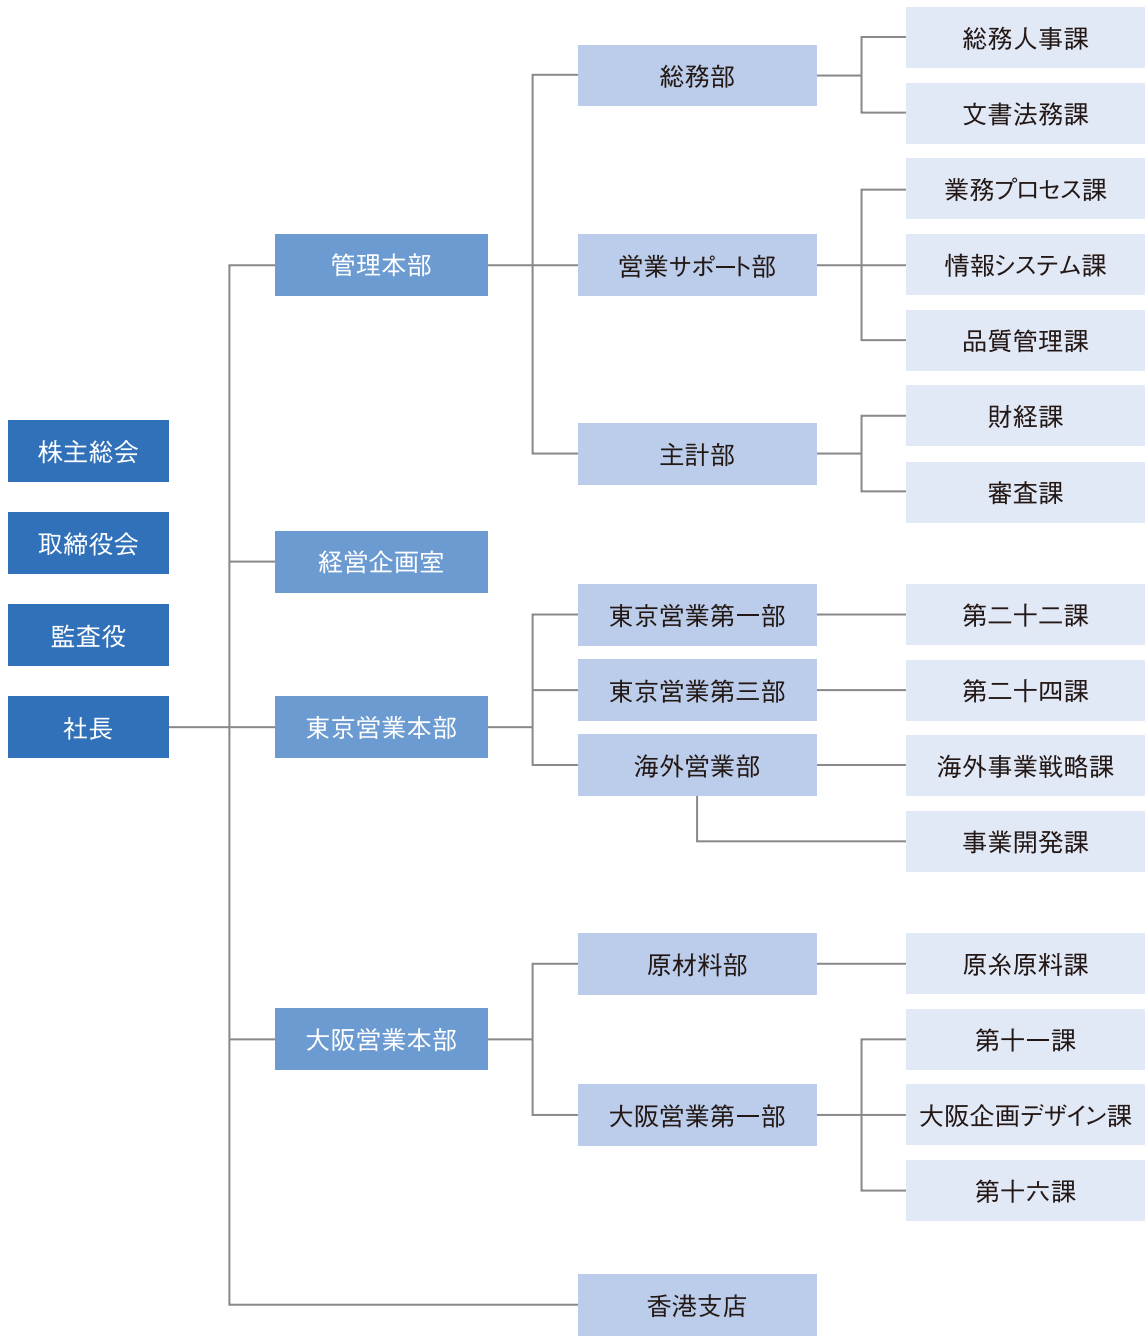 株主総会
取締役会
監査役
社長
管理本部
経営企画室
東京営業本部
大阪営業本部
総務部
営業サポート部
主計部
東京営業第一部
東京営業第三部
海外営業部
原材料部
大阪営業第一部
香港支店
総務人事課
文書法務課
業務プロセス課
情報システム課
品質管理課
財経課
審査課
第二十二課
第二十四課
海外事業戦略課
事業開発課
原糸原料課
第十一課
大阪企画デザイン課
第十六課